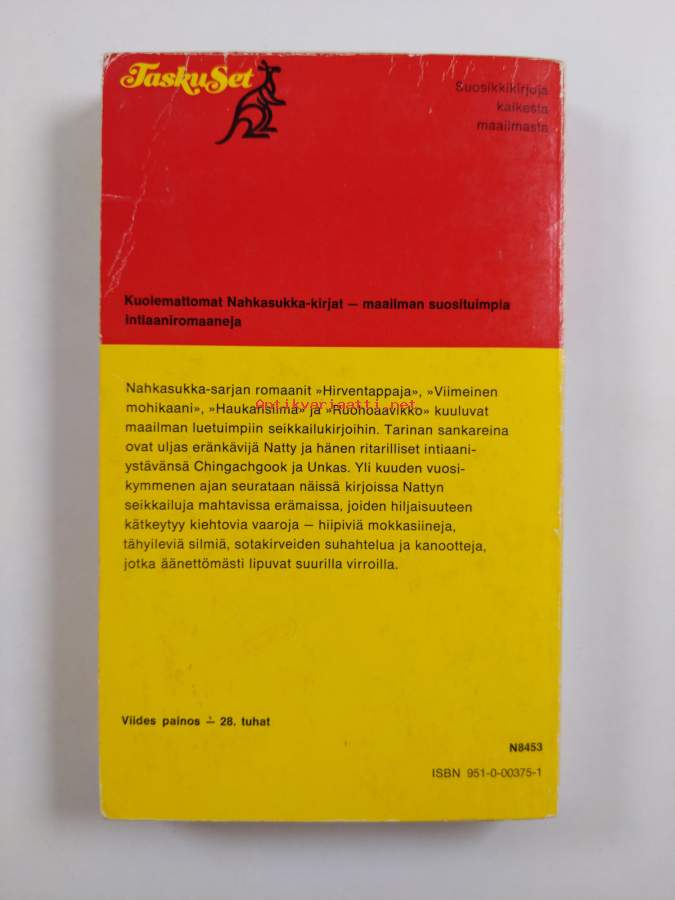 TaskuSet
Suosikkikirjoja
kaikesta
maailmasta
Kuolemattomat Nahkasukka-kirjat — maailman suosituimpia
intiaaniromaaneja
Nahkasukka-sarjan romaanit »Hirventappaja», »Viimeinen
mohikaani», »Haukansilmä» ja »Ruohoaavikko» kuuluvat
Antikvariaatti.net
maailman luetuimpiin seikkailukirjoihin. Tarinan sankareina
ovat uljas eränkävijä Natty ja hänen ritarilliset intiaani-
ystävänsä Chingachgook ja Unkas. Yli kuuden vuosi-
kymmenen ajan seurataan näissä kirjoissa Nattyn
seikkailuja mahtavissa erämaissa, joiden hiljaisuuteen
kätkeytyy kiehtovia vaaroja — hiipiviä mokkasiineja,
tähyileviä silmiä, sotakirveiden suhahtelua ja kanootteja,
jotka äänettömästi lipuvat suurilla virroilla.
Viides painos — 28. tuhat
N8453
ISBN 951-0-00375-1